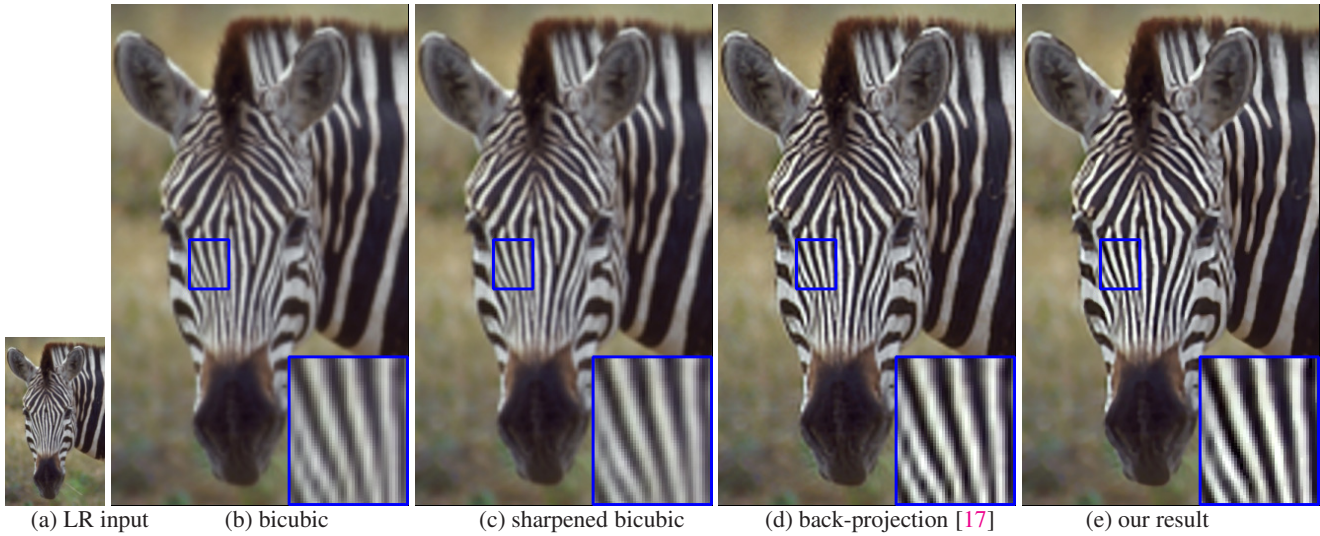 (a) LR input
(b) bicubic
(c) sharpened bicubic
(d) back-projection [17]
(e) our result